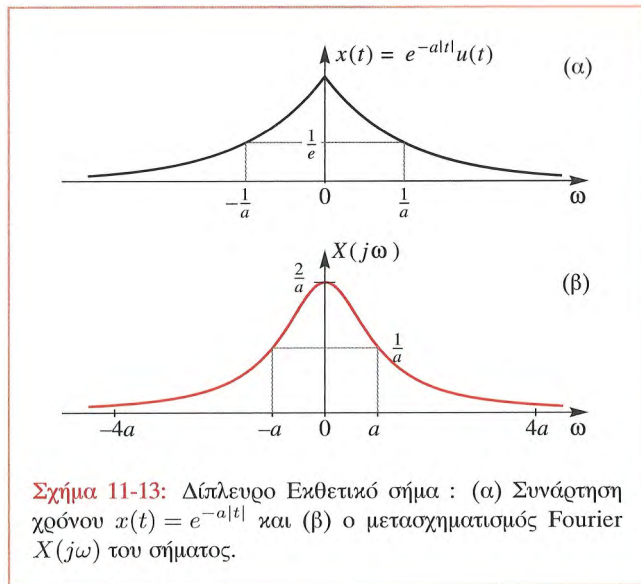 x(t) = e^{-a|t|}u(t)
(α)
1/e
-1/a 0 1/a ω
X(jω)
2/a
(β)
1/a
-4a -a 0 a 4a ω
Σχήμα 11-13: Δίπλευρο Εκθετικό σήμα : (α) Συνάρτηση
χρόνου x(t) = e^{-a|t|} και (β) ο μετασχηματισμός Fourier
X(jω) του σήματος.